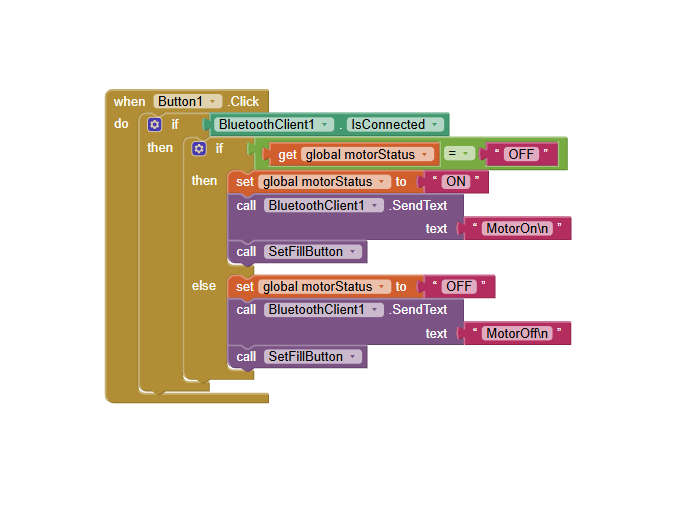 when Button1 .Click
do if BluetoothClient1 . IsConnected
then if get global motorStatus = “ OFF ”
then set global motorStatus to “ ON ”
call BluetoothClient1 .SendText
text “ MotorOn\n ”
call SetFillButton
else set global motorStatus to “ OFF ”
call BluetoothClient1 .SendText
text “ MotorOff\n ”
call SetFillButton